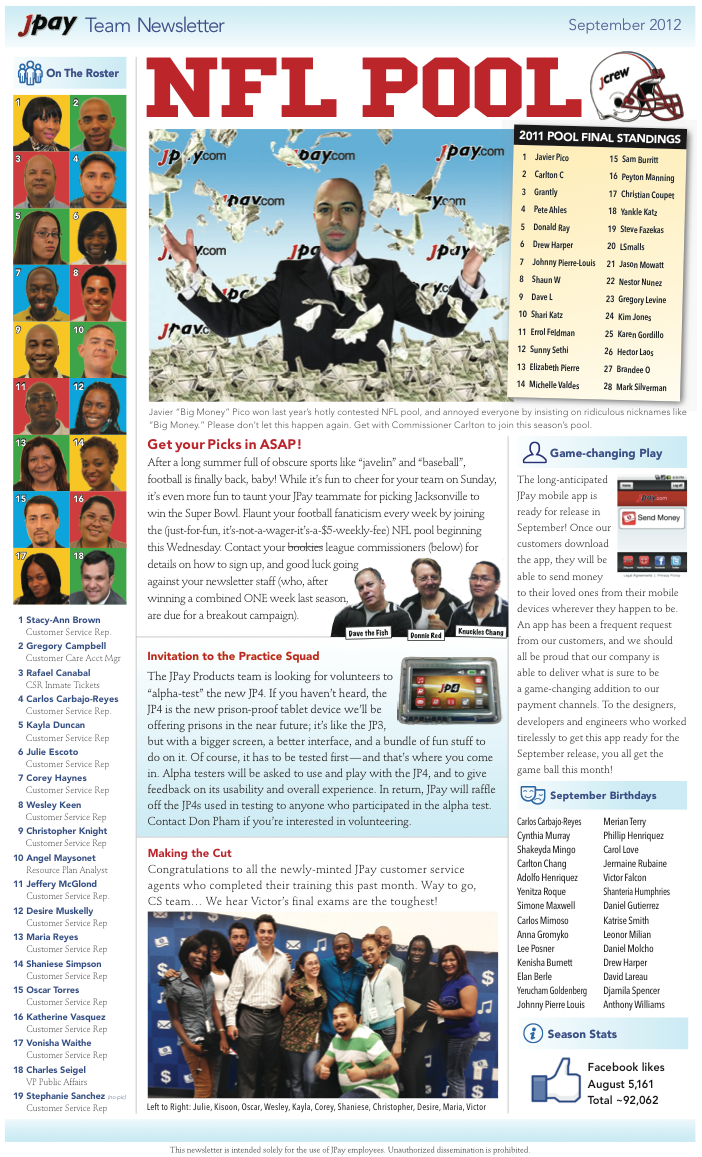 Jpay Team Newsletter
September 2012
On The Roster
1
2
3
4
5
6
7
8
9
10
11
12
13
14
15
16
17
18
1 Stacy-Ann Brown
Customer Service Rep.
2 Gregory Campbell
Customer Care Acct Mgr
3 Rafael Canabal
CSR Inmate Tickets
4 Carlos Carbajo-Reyes
Customer Service Rep.
5 Kayla Duncan
Customer Service Rep
6 Julie Escoto
Customer Service Rep
7 Corey Haynes
Customer Service Rep
8 Wesley Keen
Customer Service Rep
9 Christopher Knight
Customer Service Rep
10 Angel Maysonet
Resource Plan Analyst
11 Jeffery McGlond
Customer Service Rep.
12 Desire Muskelly
Customer Service Rep
13 Maria Reyes
Customer Service Rep
14 Shaniese Simpson
Customer Service Rep
15 Oscar Torres
Customer Service Rep
16 Katherine Vasquez
Customer Service Rep
17 Vonisha Waithe
Customer Service Rep
18 Charles Seigel
VP Public Affairs
19 Stephanie Sanchez (no pic)
Customer Service Rep
NFL POOL
jcrew
Jpay.com
2011 POOL FINAL STANDINGS
1 Javier Pico
2 Carlton C
3 Grantly
4 Pete Ahles
5 Donald Ray
6 Drew Harper
7 Johnny Pierre-Louis
8 Shaun W
9 Dave L
10 Shari Katz
11 Errol Feldman
12 Sunny Sethi
13 Elizabeth Pierre
14 Michelle Valdes
15 Sam Burritt
16 Peyton Manning
17 Christian Coupet
18 Yankle Katz
19 Steve Fazekas
20 LSmalls
21 Jason Mowatt
22 Nestor Nunez
23 Gregory Levine
24 Kim Jones
25 Karen Gordillo
26 Hector Laos
27 Brandee O
28 Mark Silverman
Javier “Big Money” Pico won last year’s hotly contested NFL pool, and annoyed everyone by insisting on ridiculous nicknames like
“Big Money.” Please don’t let this happen again. Get with Commissioner Carlton to join this season’s pool.
Get your Picks in ASAP!
After a long summer full of obscure sports like “javelin” and “baseball”,
football is finally back, baby! While it’s fun to cheer for your team on Sunday,
it’s even more fun to taunt your JPay teammate for picking Jacksonville to
win the Super Bowl. Flaunt your football fanaticism every week by joining
the (just-for-fun, it’s-not-a-wager-it’s-a-$5-weekly-fee) NFL pool beginning
this Wednesday. Contact your bookies league commissioners (below) for
details on how to sign up, and good luck going
against your newsletter staff (who, after
winning a combined ONE week last season,
are due for a breakout campaign).
Dave the Fish
Donnie Red
Knuckles Chang
Invitation to the Practice Squad
The JPay Products team is looking for volunteers to
“alpha-test” the new JP4. If you haven’t heard, the
JP4 is the new prison-proof tablet device we’ll be
offering prisons in the near future; it’s like the JP3,
but with a bigger screen, a better interface, and a bundle of fun stuff to
do on it. Of course, it has to be tested first—and that’s where you come
in. Alpha testers will be asked to use and play with the JP4, and to give
feedback on its usability and overall experience. In return, JPay will raffle
off the JP4s used in testing to anyone who participated in the alpha test.
Contact Don Pham if you’re interested in volunteering.
JP4
Making the Cut
Congratulations to all the newly-minted JPay customer service
agents who completed their training this past month. Way to go,
CS team… We hear Victor’s final exams are the toughest!
Left to Right: Julie, Kisoon, Oscar, Wesley, Kayla, Corey, Shaniese, Christopher, Desire, Maria, Victor
Game-changing Play
The long-anticipated
JPay mobile app is
ready for release in
September! Once our
customers download
the app, they will be
able to send money
to their loved ones from their mobile
devices wherever they happen to be.
An app has been a frequent request
from our customers, and we should
all be proud that our company is
able to deliver what is sure to be
a game-changing addition to our
payment channels. To the designers,
developers and engineers who worked
tirelessly to get this app ready for the
September release, you all get the
game ball this month!
Jpay.com
Send Money
Legal Agreements | Privacy Policy
September Birthdays
Carlos Carbajo-Reyes
Cynthia Murray
Shakeyda Mingo
Carlton Chang
Adolfo Henriquez
Yenitza Roque
Simone Maxwell
Carlos Mimoso
Anna Gromyko
Lee Posner
Kenisha Burnett
Elan Berle
Yerucham Goldenberg
Johnny Pierre Louis
Merian Terry
Phillip Henriquez
Carol Love
Jermaine Rubaine
Victor Falcon
Shanteria Humphries
Daniel Gutierrez
Katrise Smith
Leonor Milian
Daniel Molcho
Drew Harper
David Lareau
Djamila Spencer
Anthony Williams
Season Stats
Facebook likes
August 5,161
Total ~92,062
This newsletter is intended solely for the use of JPay employees. Unauthorized dissemination is prohibited.